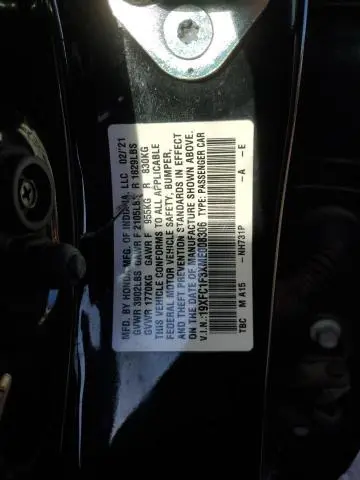 MFD. BY HONDA MFG. OF INDIANA, LLC 02/'21
GVWR 3902LBS GAWR F 2105LBS R 1829LBS
GVWR 1770KG GAWR F 955KG R 830KG
THIS VEHICLE CONFORMS TO ALL APPLICABLE
FEDERAL MOTOR VEHICLE SAFETY, BUMPER,
AND THEFT PREVENTION STANDARDS IN EFFECT
ON THE DATE OF MANUFACTURE SHOWN ABOVE.
V.I.N.: TYPE: PASSENGER CAR
TBC M A15 -NH731P -A -E